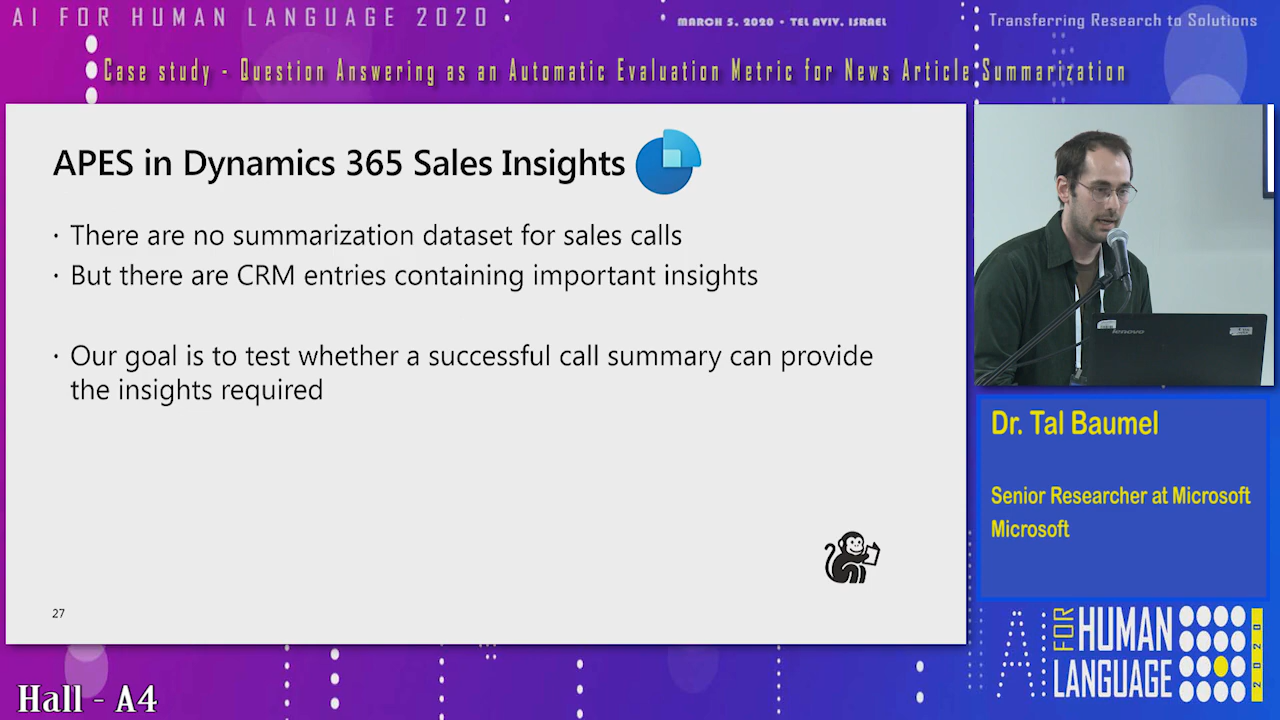 AI FOR HUMAN LANGUAGE 2020
MARCH 5, 2020 - TEL AVIV, ISRAEL
Transferring Research to Solutions
Case study - Question Answering as an Automatic Evaluation Metric for News Article Summarization
APES in Dynamics 365 Sales Insights
· There are no summarization dataset for sales calls
· But there are CRM entries containing important insights
· Our goal is to test whether a successful call summary can provide
the insights required
27
lenovo
Dr. Tal Baumel
Senior Researcher at Microsoft
Microsoft
AI FOR HUMAN
LANGUAGE
2020
Hall - A4